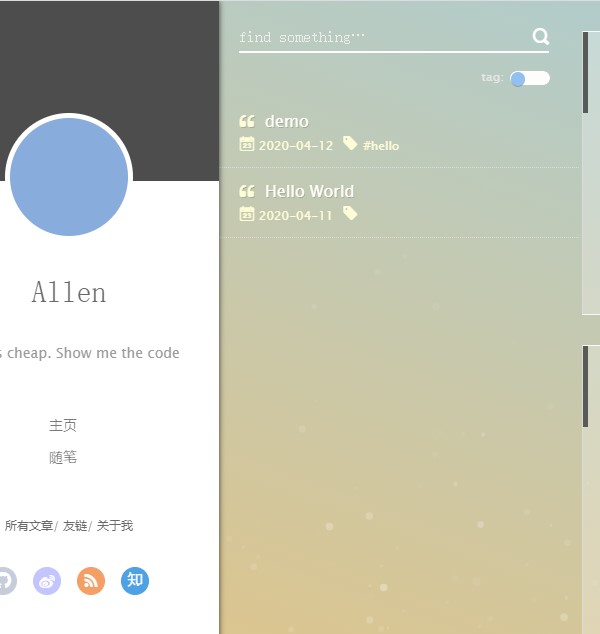 Allen
s cheap. Show me the code
主页
随笔
所有文章/ 友链/ 关于我
知
find something…
tag:
demo
2020-04-12 #hello
Hello World
2020-04-11